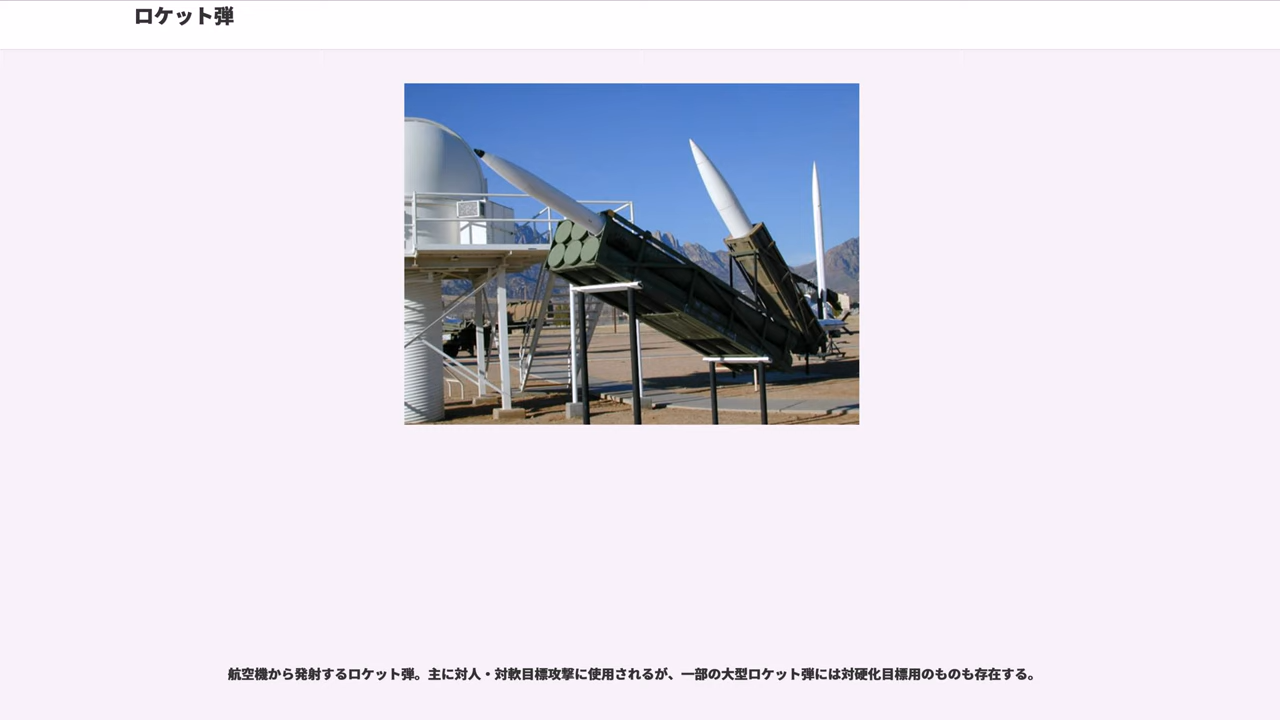 ロケット弾
航空機から発射するロケット弾。主に対人・対軟目標攻撃に使用されるが、一部の大型ロケット弾には対硬化目標用のものも存在する。